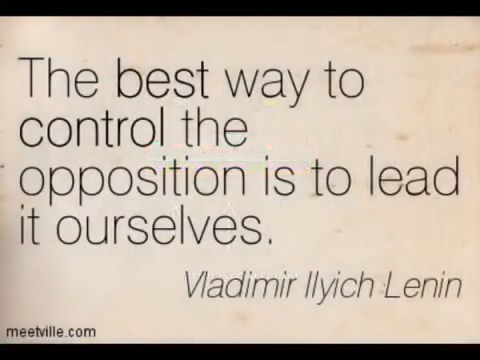 The best way to
control the
opposition is to lead
it ourselves.
Vladimir Ilyich Lenin
meetville.com